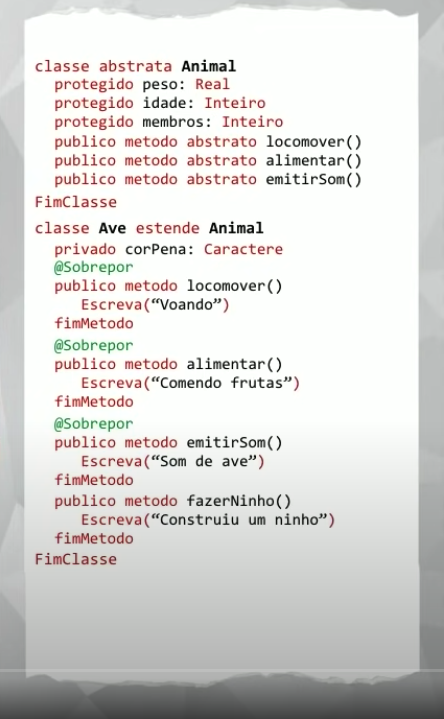 classe abstrata Animal
protegido peso: Real
protegido idade: Inteiro
protegido membros: Inteiro
publico metodo abstrato locomover()
publico metodo abstrato alimentar()
publico metodo abstrato emitirSom()
FimClasse
classe Ave estende Animal
privado corPena: Caractere
@Sobrepor
publico metodo locomover()
Escreva(“Voando”)
fimMetodo
@Sobrepor
publico metodo alimentar()
Escreva(“Comendo frutas”)
fimMetodo
@Sobrepor
publico metodo emitirSom()
Escreva(“Som de ave”)
fimMetodo
publico metodo fazerNinho()
Escreva(“Construiu um ninho”)
fimMetodo
FimClasse